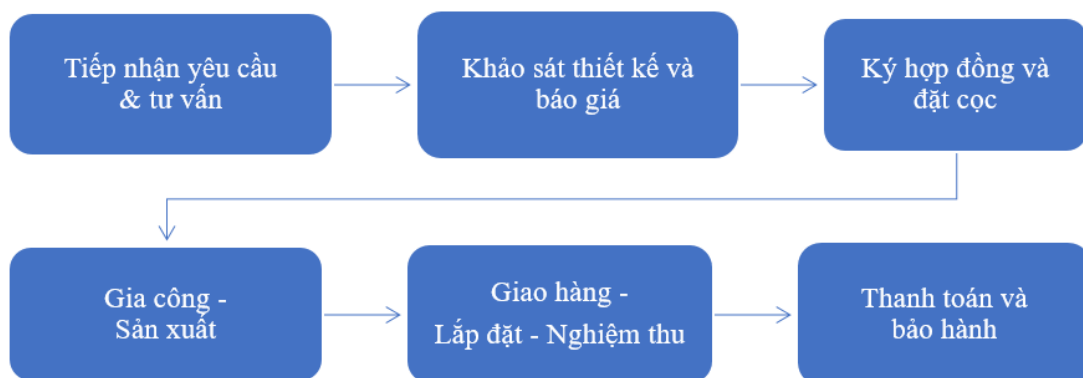 Tiếp nhận yêu cầu
& tư vấn
Khảo sát thiết kế và
báo giá
Ký hợp đồng và
đặt cọc
Gia công -
Sản xuất
Giao hàng -
Lắp đặt - Nghiệm thu
Thanh toán và
bảo hành